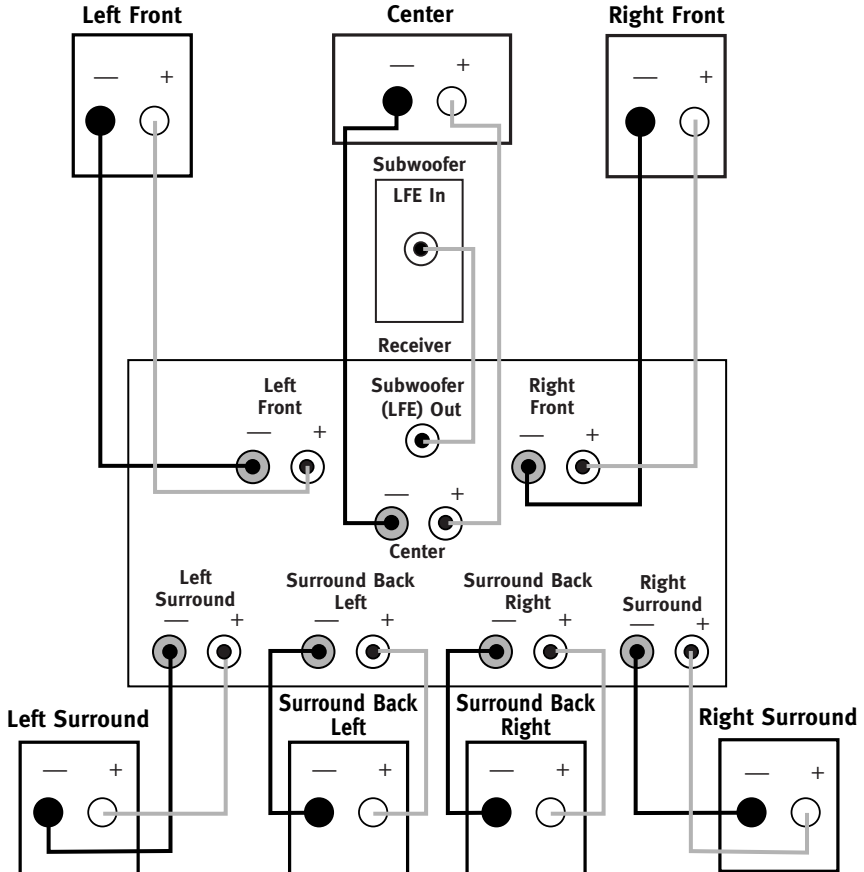 Left Front
Center
Right Front
— +
— +
— +
Subwoofer
LFE In
Receiver
Left
Front
— +
Subwoofer
(LFE) Out
Right
Front
— +
— +
Center
Left
Surround
— +
Surround Back
Left
— +
Surround Back
Right
— +
Right
Surround
— +
Left Surround
— +
Surround Back
Left
— +
Surround Back
Right
— +
Right Surround
— +